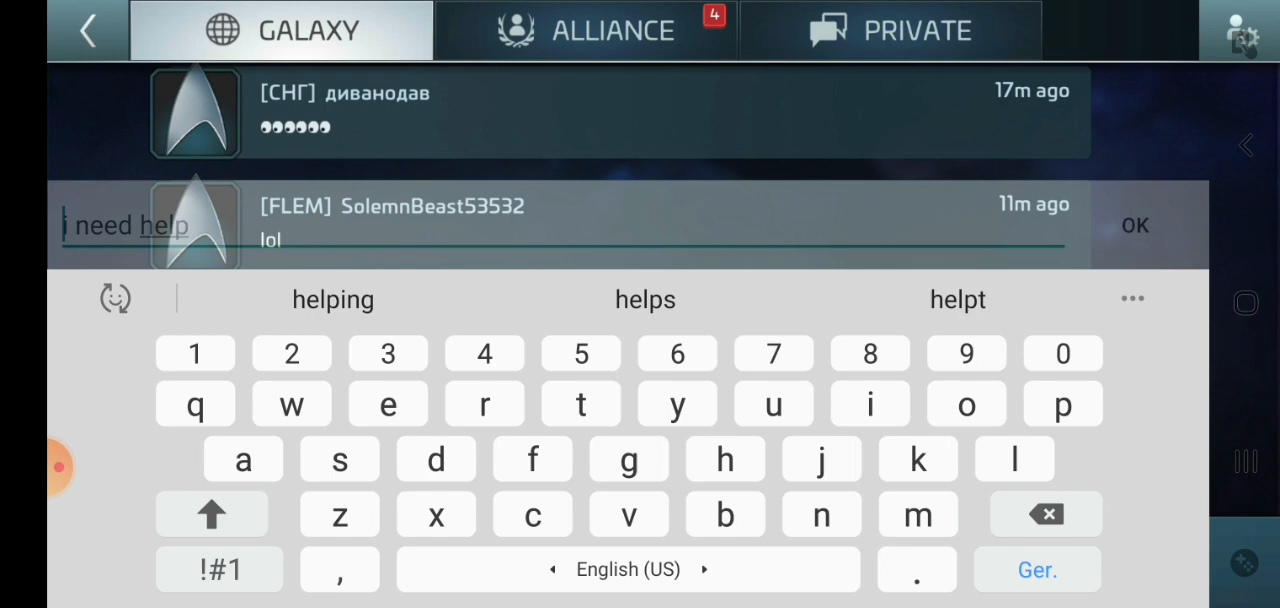 GALAXY
ALLIANCE
4
PRIVATE
[СНГ] диванодав
17m ago
👀👀👀
[FLEM] SolemnBeast53532
11m ago
lol
i need help
OK
helping
helps
helpt
1 2 3 4 5 6 7 8 9 0
q w e r t y u i o p
a s d f g h j k l
z x c v b n m
!#1
,
English (US)
.
Ger.